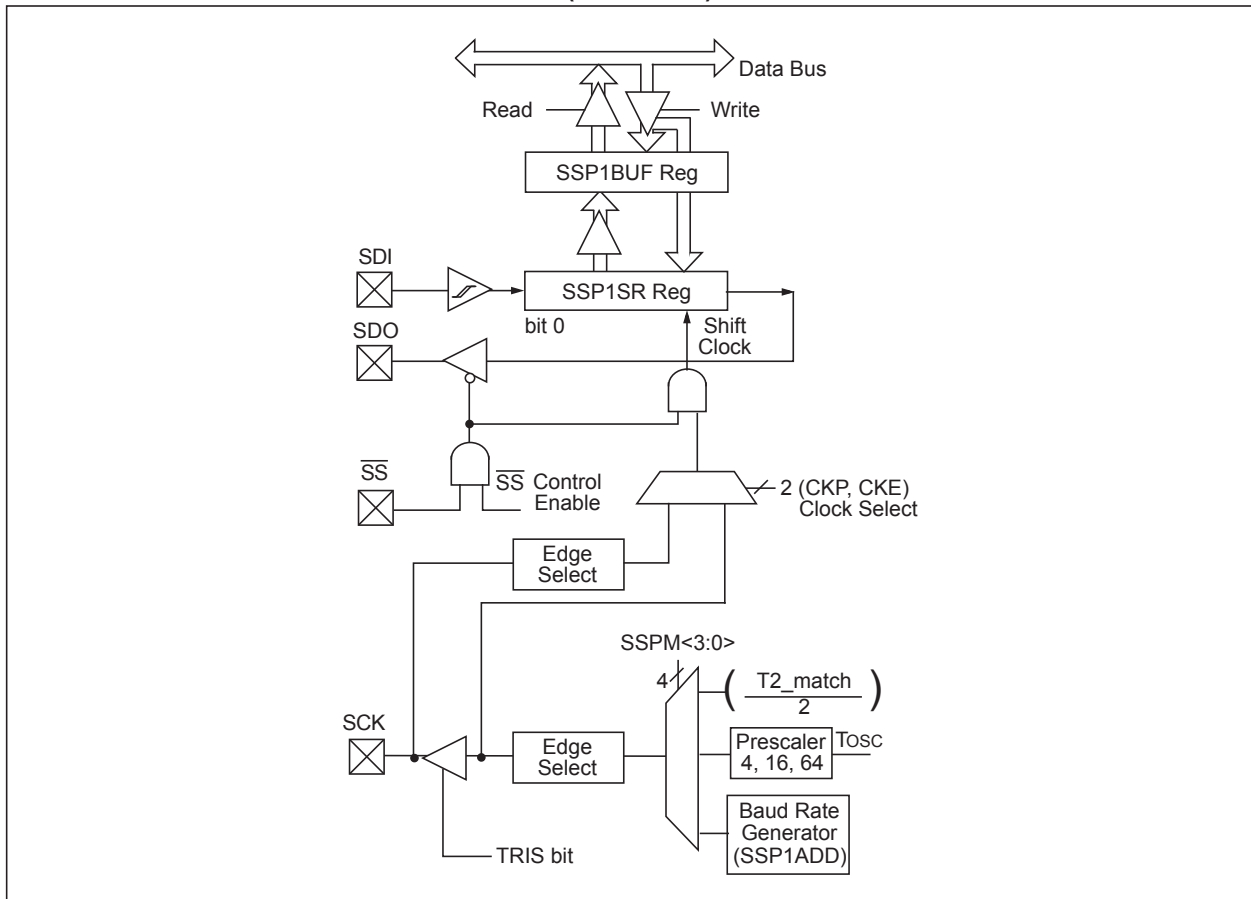 Data Bus
Read
Write
SSP1BUF Reg
SDI
SSP1SR Reg
bit 0
Shift
Clock
SDO
SS
SS Control
Enable
2 (CKP, CKE)
Clock Select
Edge
Select
SSPM<3:0>
4
( T2_match )
2
SCK
Edge
Select
Prescaler
4, 16, 64
TOSC
Baud Rate
Generator
(SSP1ADD)
TRIS bit